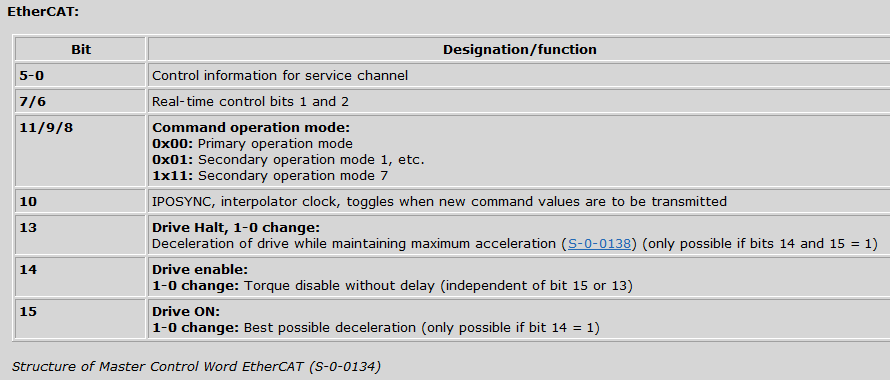 EtherCAT:
Bit Designation/function
5-0 Control information for service channel
7/6 Real-time control bits 1 and 2
11/9/8 Command operation mode:
0x00: Primary operation mode
0x01: Secondary operation mode 1, etc.
1x11: Secondary operation mode 7
10 IPOSYNC, interpolator clock, toggles when new command values are to be transmitted
13 Drive Halt, 1-0 change:
Deceleration of drive while maintaining maximum acceleration (S-0-0138) (only possible if bits 14 and 15 = 1)
14 Drive enable:
1-0 change: Torque disable without delay (independent of bit 15 or 13)
15 Drive ON:
1-0 change: Best possible deceleration (only possible if bit 14 = 1)
Structure of Master Control Word EtherCAT (S-0-0134)